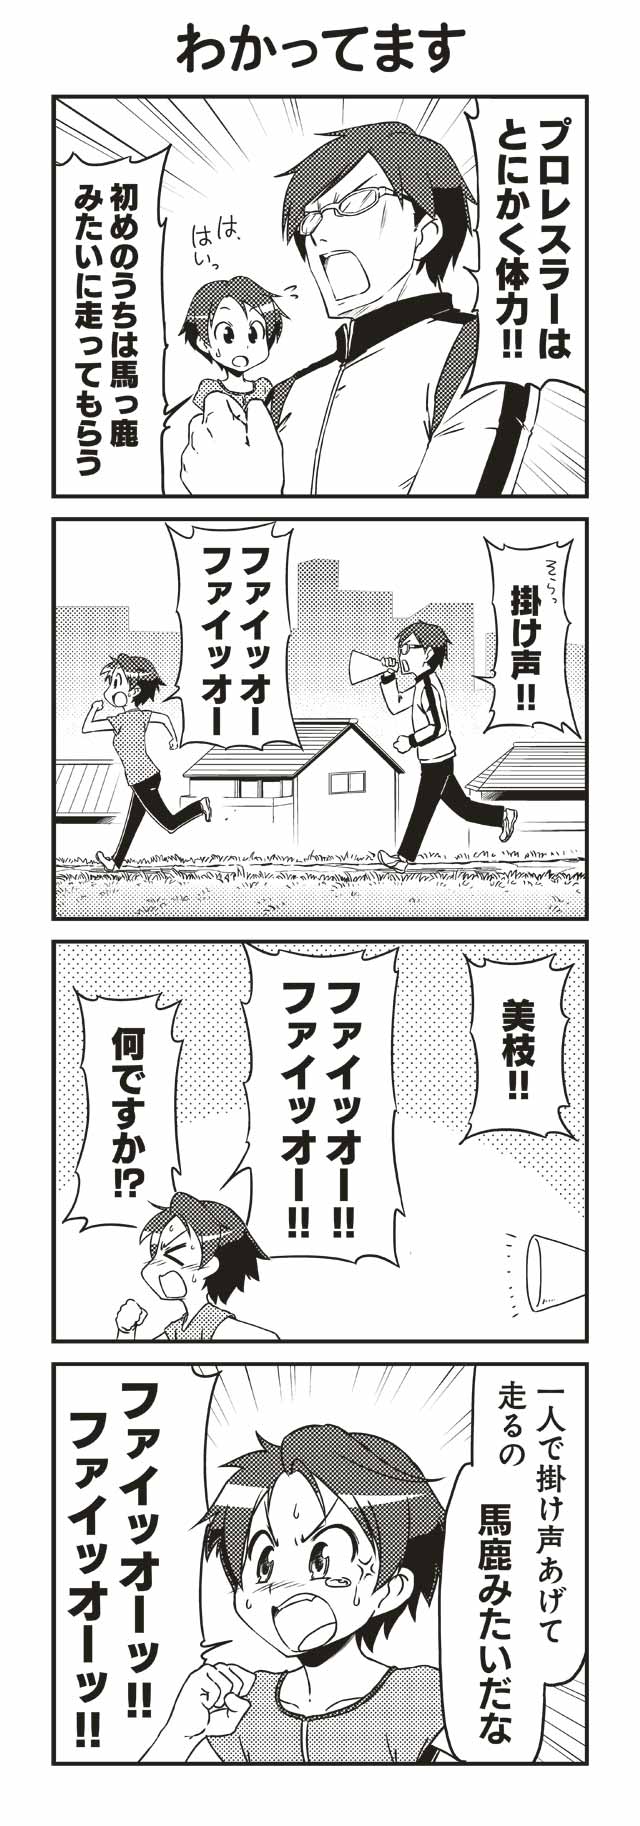 わかってます
プロレスラーは
とにかく体力!!
は、
はいっ
初めのうちは馬っ鹿
みたいに走ってもらう
そらっ
掛け声!!
ファイッオー
ファイッオー
美枝!!
ファイッオー!!
ファイッオー!!
何ですか!?
一人で掛け声あげて
走るの
馬鹿みたいだな
ファイッオーッ!!
ファイッオーッ!!